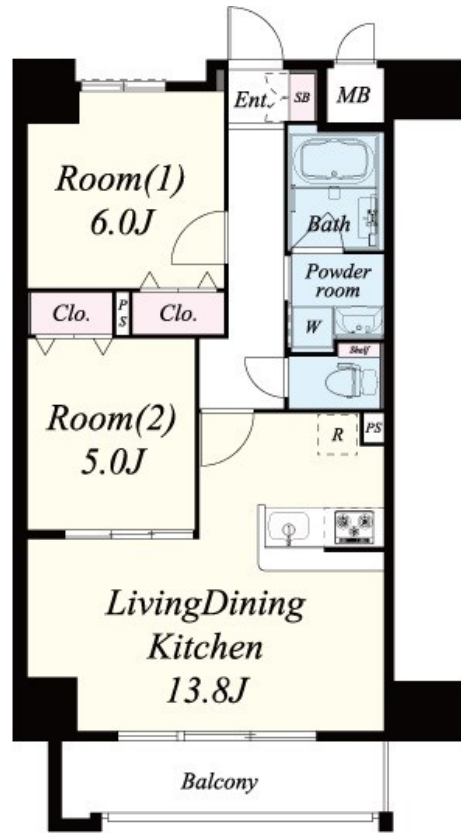 Ent.
SB
MB
Room(1)
6.0J
Bath
Powder
room
Clo.
PS
Clo.
W
Shelf
Room(2)
5.0J
R
PS
LivingDining
Kitchen
13.8J
Balcony